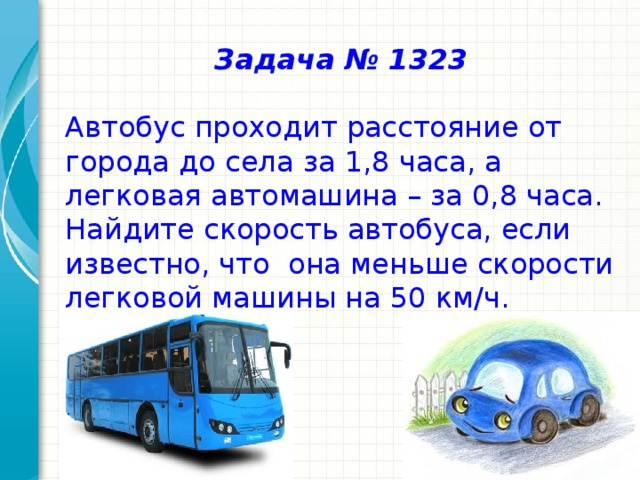 Задача № 1323
Автобус проходит расстояние от
города до села за 1,8 часа, а
легковая автомашина – за 0,8 часа.
Найдите скорость автобуса, если
известно, что она меньше скорости
легковой машины на 50 км/ч.